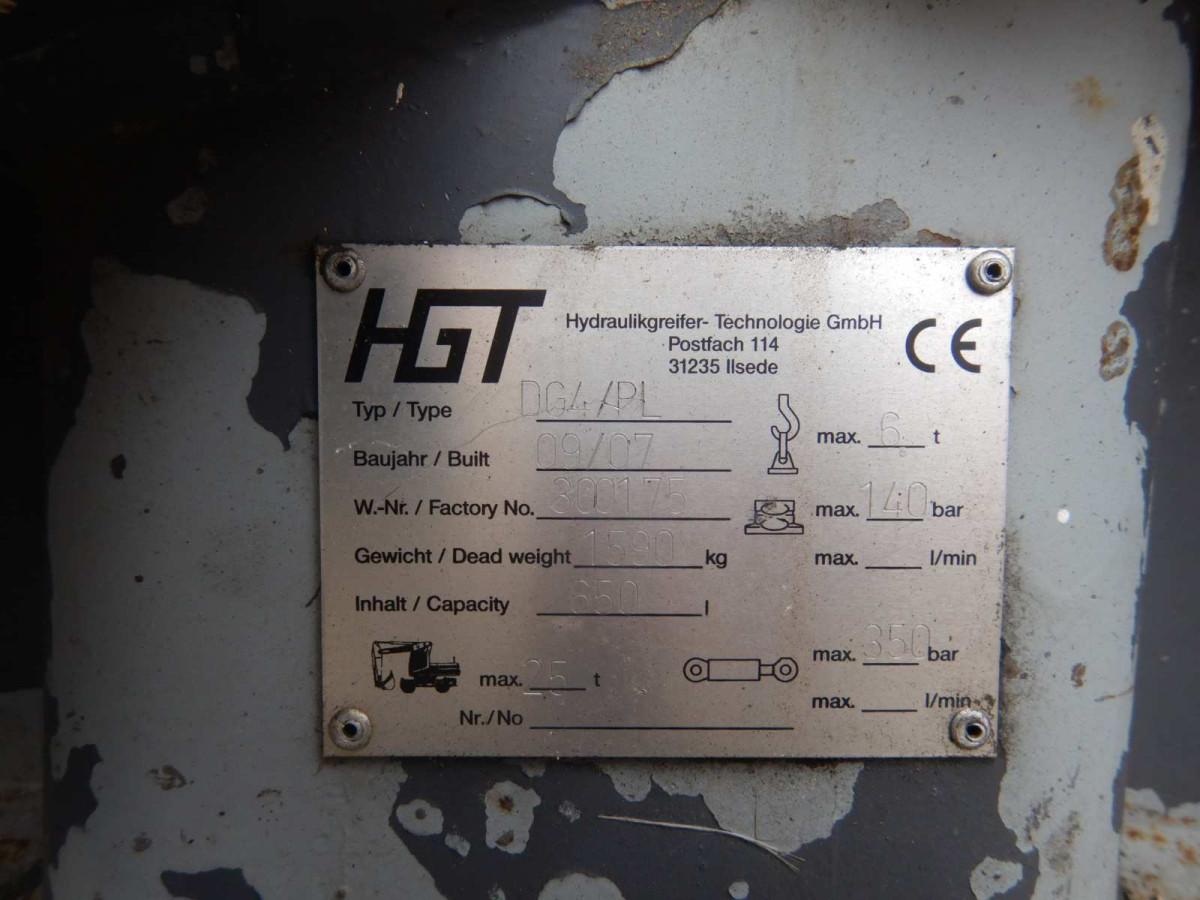 HGT
Hydraulikgreifer- Technologie GmbH
Postfach 114
31235 Ilsede
CE
Typ / Type DG4/PL
max. 6 t
Baujahr / Built 09/07
W.-Nr. / Factory No. 300175
max. 140 bar
Gewicht / Dead weight 1590 kg
max. l/min
Inhalt / Capacity 650 l
max. 350 bar
max. 25 t
max. l/min
Nr./No